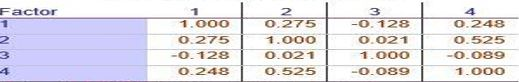 Factor 1 2 3 4
1 1.000 0.275 -0.128 0.248
2 0.275 1.000 0.021 0.525
3 -0.128 0.021 1.000 -0.089
4 0.248 0.525 -0.089 1.000